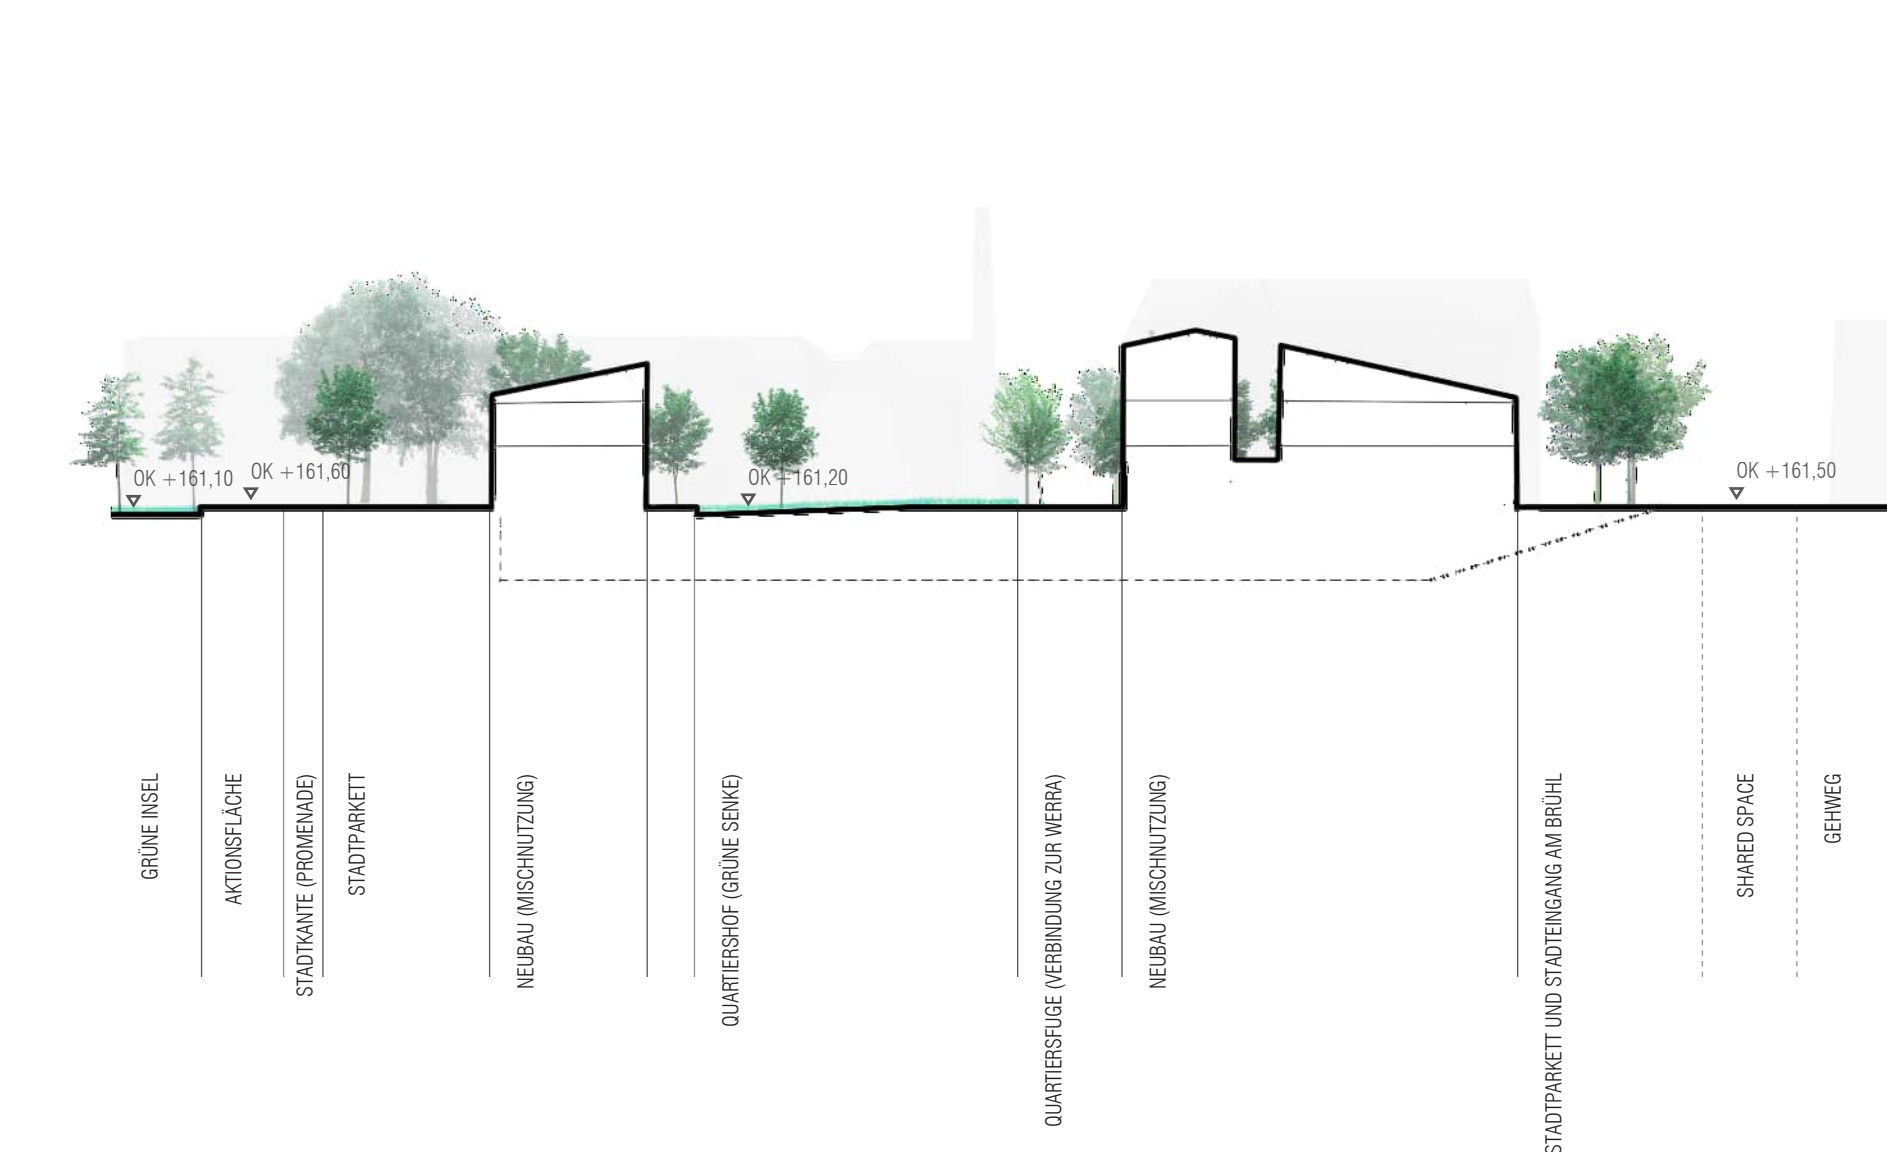 OK +161,10
OK +161,60
OK +161,20
OK +161,50
GRÜNE INSEL
AKTIONSFLÄCHE
STADTKANTE (PROMENADE)
STADTPARKETT
NEUBAU (MISCHNUTZUNG)
QUARTIERSHOF (GRÜNE SENKE)
QUARTIERSFUGE (VERBINDUNG ZUR WERRA)
NEUBAU (MISCHNUTZUNG)
STADTPARKETT UND STADTEINGANG AM BRÜHL
SHARED SPACE
GEHWEG